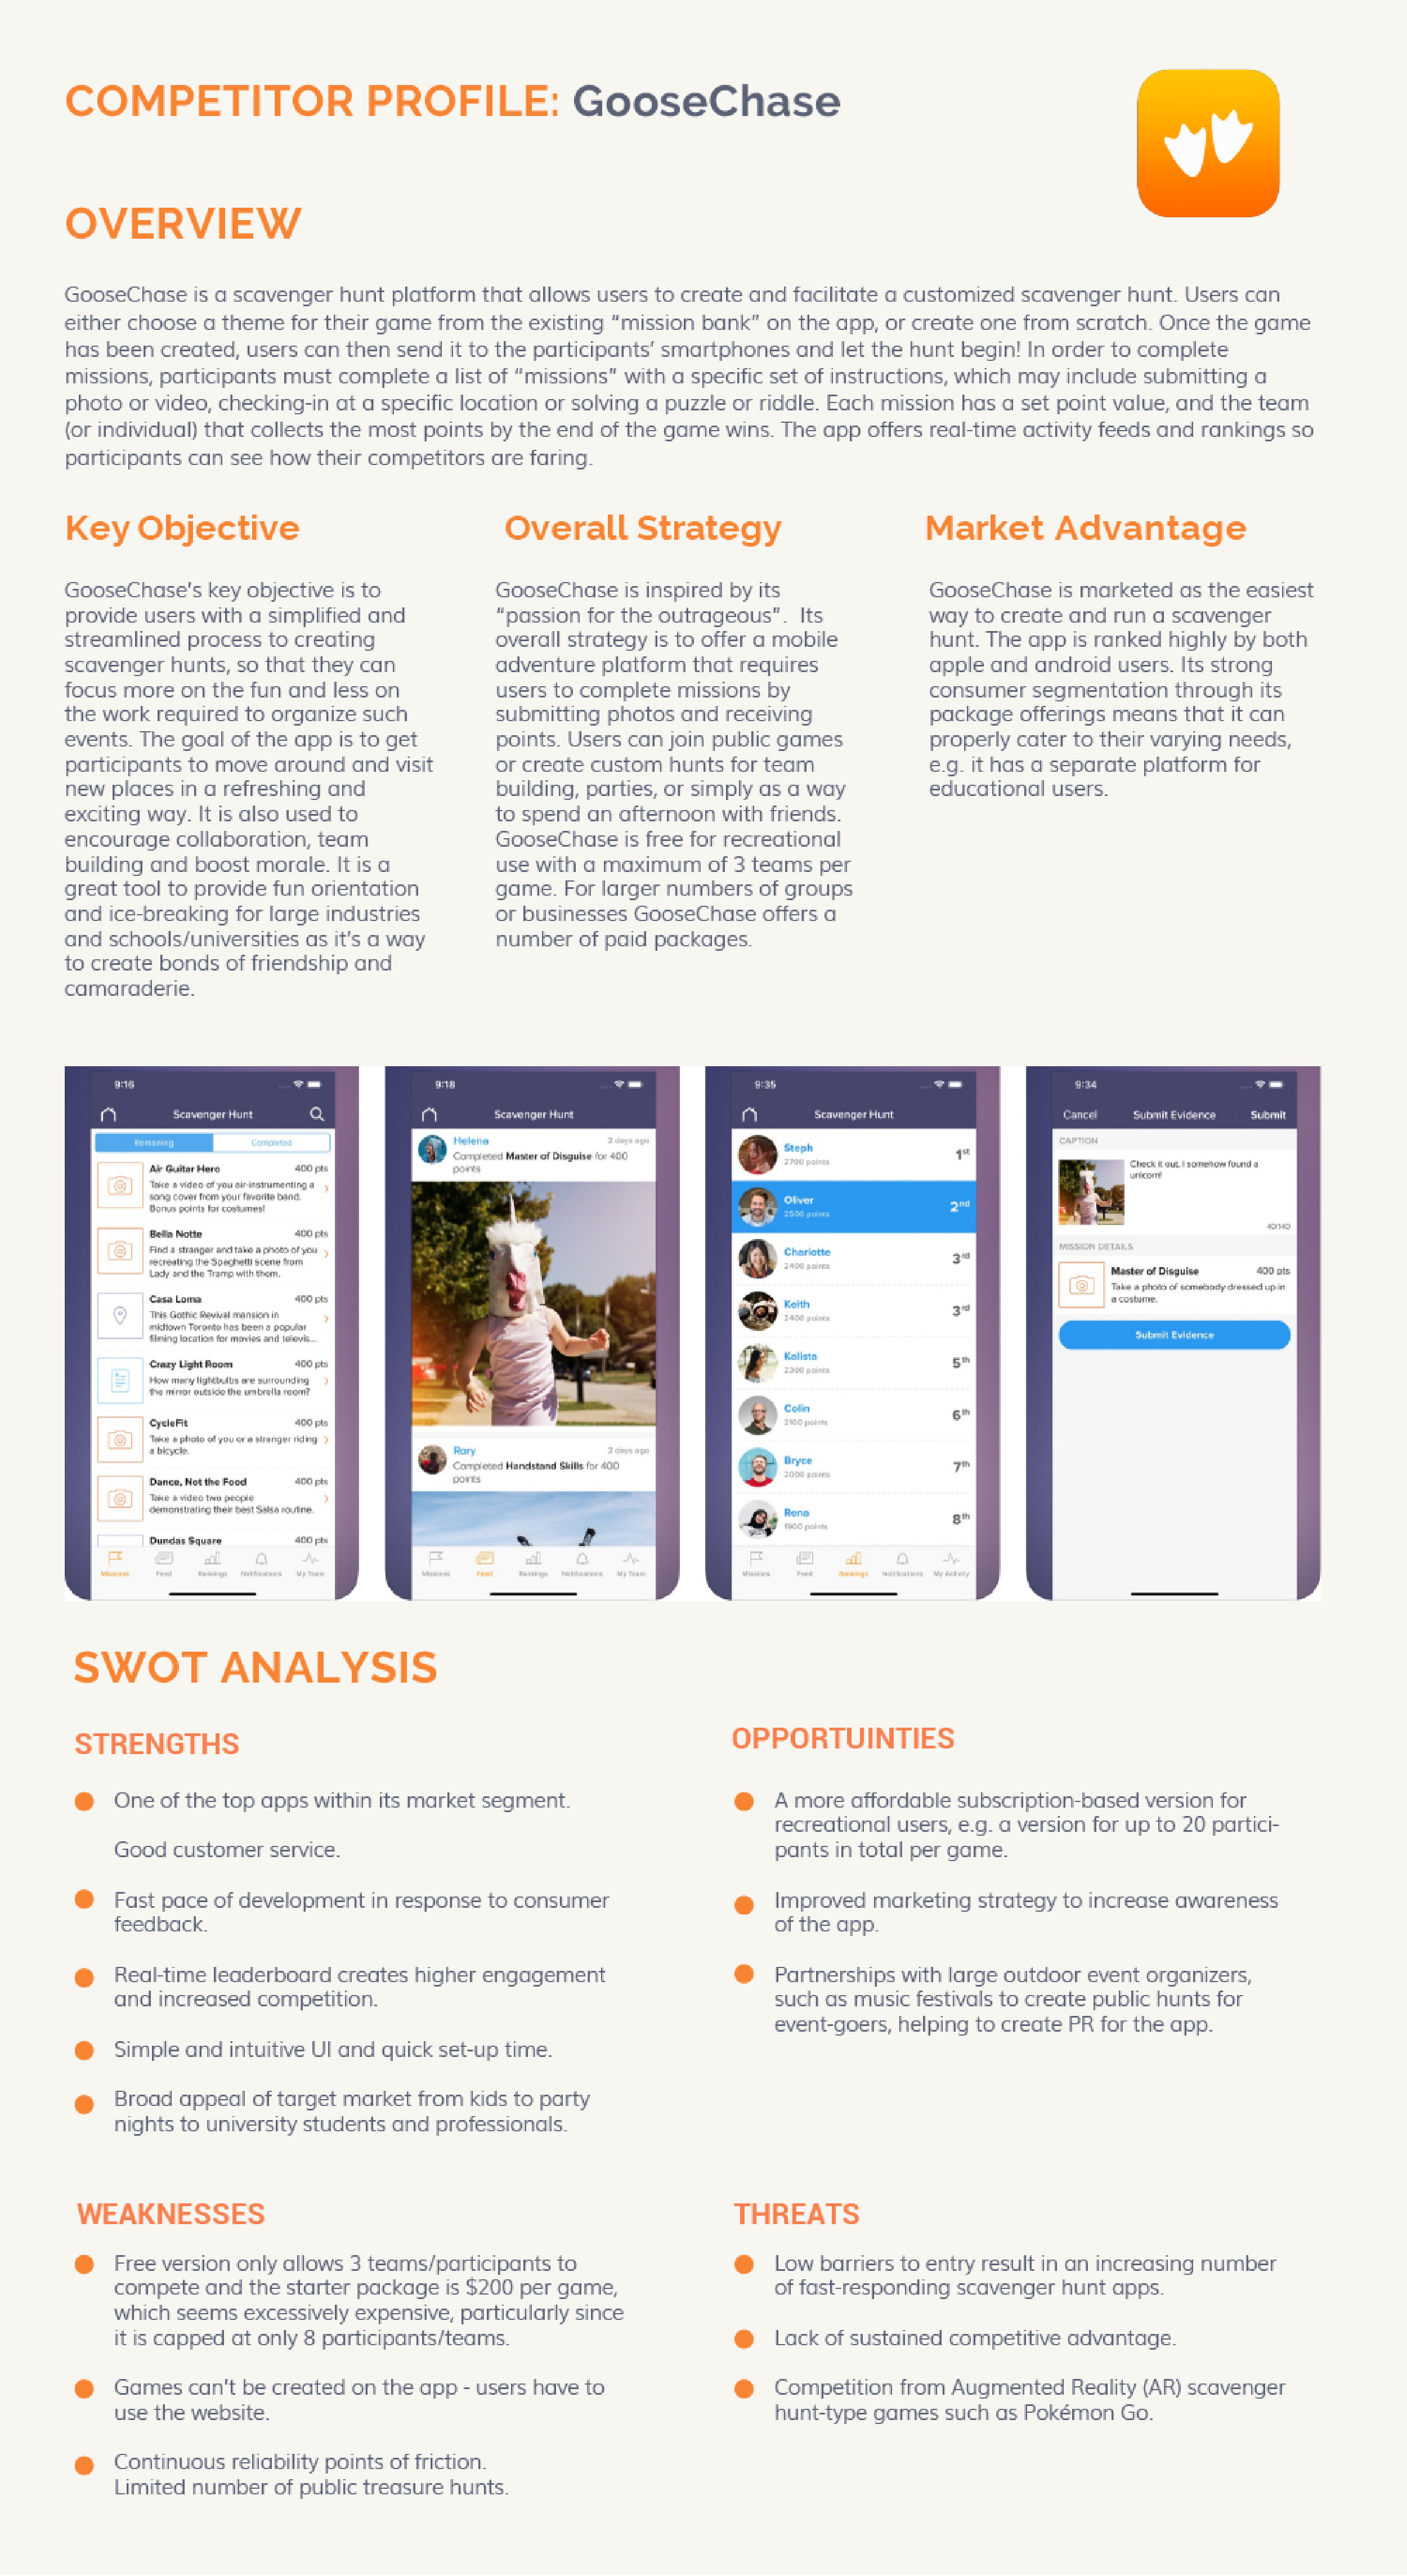 COMPETITOR PROFILE: GooseChase
OVERVIEW
GooseChase is a scavenger hunt platform that allows users to create and facilitate a customized scavenger hunt. Users can
either choose a theme for their game from the existing “mission bank” on the app, or create one from scratch. Once the game
has been created, users can then send it to the participants’ smartphones and let the hunt begin! In order to complete
missions, participants must complete a list of “missions” with a specific set of instructions, which may include submitting a
photo or video, checking-in at a specific location or solving a puzzle or riddle. Each mission has a set point value, and the team
(or individual) that collects the most points by the end of the game wins. The app offers real-time activity feeds and rankings so
participants can see how their competitors are faring.
Key Objective
GooseChase's key objective is to
provide users with a simplified and
streamlined process to creating
scavenger hunts, so that they can
focus more on the fun and less on
the work required to organize such
events. The goal of the app is to get
participants to move around and visit
new places in a refreshing and
exciting way. It is also used to
encourage collaboration, team
building and boost morale. It is a
great tool to provide fun orientation
and ice-breaking for large industries
and schools/universities as it's a way
to create bonds of friendship and
camaraderie.
Overall Strategy
GooseChase is inspired by its
“passion for the outrageous”.  Its
overall strategy is to offer a mobile
adventure platform that requires
users to complete missions by
submitting photos and receiving
points. Users can join public games
or create custom hunts for team
building, parties, or simply as a way
to spend an afternoon with friends.
GooseChase is free for recreational
use with a maximum of 3 teams per
game. For larger numbers of groups
or businesses GooseChase offers a
number of paid packages.
Market Advantage
GooseChase is marketed as the easiest
way to create and run a scavenger
hunt. The app is ranked highly by both
apple and android users. Its strong
consumer segmentation through its
package offerings means that it can
properly cater to their varying needs,
e.g. it has a separate platform for
educational users.
9:16
Scavenger Hunt
Remaining Completed
Air Guitar Hero 400 pts
Take a video of you air-instrumenting a
song cover from your favorite band.
Bonus points for costumes!
Bella Notte 400 pts
Find a stranger and take a photo of you
recreating the Spaghetti scene from
Lady and the Tramp with them.
Casa Loma 400 pts
This Gothic Revival mansion in
midtown Toronto has been a popular
filming location for movies and televis...
Crazy Light Room 400 pts
How many lightbulbs are surrounding
the mirror outside the umbrella room?
CycleFit 400 pts
Take a photo of you or a stranger riding
a bicycle.
Dance, Not the Food 400 pts
Take a video two people
demonstrating their best Salsa routine.
Dundas Square 400 pts
Missions Feed Rankings Notifications My Team
9:18
Scavenger Hunt
Helena 2 days ago
Completed Master of Disguise for 400
points
Rory 2 days ago
Completed Handstand Skills for 400
points
Missions Feed Rankings Notifications My Team
9:35
Scavenger Hunt
Steph 1st
2700 points
Oliver 2nd
2500 points
Charlotte 3rd
2400 points
Keith 3rd
2400 points
Kalista 5th
2300 points
Colin 6th
2100 points
Bryce 7th
2000 points
Rena 8th
1900 points
Missions Feed Rankings Notifications My Activity
9:34
Cancel Submit Evidence Submit
CAPTION
Check it out, I somehow found a
unicorn!
40/140
MISSION DETAILS
Master of Disguise 400 pts
Take a photo of somebody dressed up in
a costume.
Submit Evidence
SWOT ANALYSIS
STRENGTHS
One of the top apps within its market segment.
Good customer service.
Fast pace of development in response to consumer
feedback.
Real-time leaderboard creates higher engagement
and increased competition.
Simple and intuitive UI and quick set-up time.
Broad appeal of target market from kids to party
nights to university students and professionals.
OPPORTUINTIES
A more affordable subscription-based version for
recreational users, e.g. a version for up to 20 partici-
pants in total per game.
Improved marketing strategy to increase awareness
of the app.
Partnerships with large outdoor event organizers,
such as music festivals to create public hunts for
event-goers, helping to create PR for the app.
WEAKNESSES
Free version only allows 3 teams/participants to
compete and the starter package is $200 per game,
which seems excessively expensive, particularly since
it is capped at only 8 participants/teams.
Games can't be created on the app - users have to
use the website.
Continuous reliability points of friction.
Limited number of public treasure hunts.
THREATS
Low barriers to entry result in an increasing number
of fast-responding scavenger hunt apps.
Lack of sustained competitive advantage.
Competition from Augmented Reality (AR) scavenger
hunt-type games such as Pokémon Go.